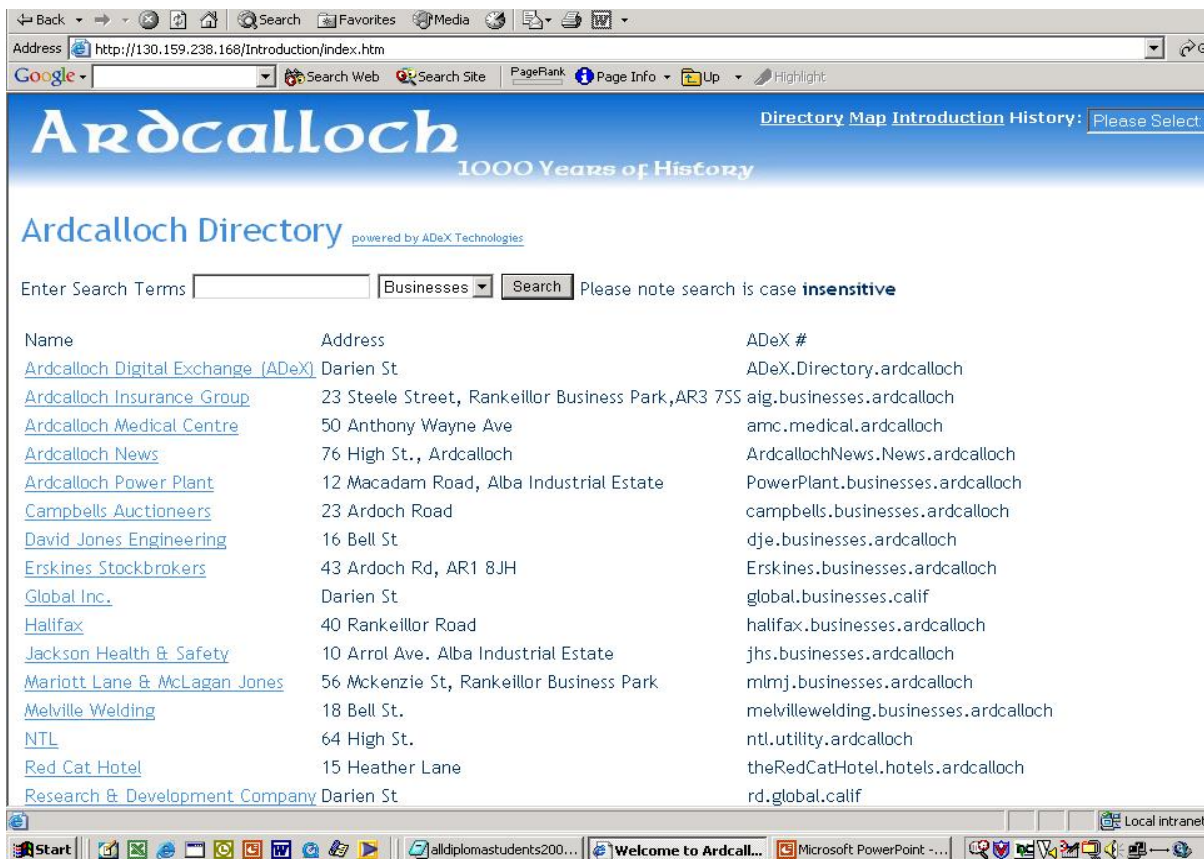 Back Search Favorites Media
Address http://130.159.238.168/Introduction/index.htm
Google Search Web Search Site PageRank Page Info Up Highlight
Ardcalloch Directory Map Introduction History: Please Select
1000 Years of History
Ardcalloch Directory powered by ADeX Technologies
Enter Search Terms Businesses Search Please note search is case insensitive
Name Address ADeX #
Ardcalloch Digital Exchange (ADeX) Darien St ADeX.Directory.ardcalloch
Ardcalloch Insurance Group 23 Steele Street, Rankeillor Business Park,AR3 7SS aig.businesses.ardcalloch
Ardcalloch Medical Centre 50 Anthony Wayne Ave amc.medical.ardcalloch
Ardcalloch News 76 High St., Ardcalloch ArdcallochNews.News.ardcalloch
Ardcalloch Power Plant 12 Macadam Road, Alba Industrial Estate PowerPlant.businesses.ardcalloch
Campbells Auctioneers 23 Ardoch Road campbells.businesses.ardcalloch
David Jones Engineering 16 Bell St dje.businesses.ardcalloch
Erskines Stockbrokers 43 Ardoch Rd, AR1 8JH Erskines.businesses.ardcalloch
Global Inc. Darien St global.businesses.calif
Halifax 40 Rankeillor Road halifax.businesses.ardcalloch
Jackson Health & Safety 10 Arrol Ave. Alba Industrial Estate jhs.businesses.ardcalloch
Mariott Lane & McLagan Jones 56 Mckenzie St, Rankeillor Business Park mlmj.businesses.ardcalloch
Melville Welding 18 Bell St. melvillewelding.businesses.ardcalloch
NTL 64 High St. ntl.utility.ardcalloch
Red Cat Hotel 15 Heather Lane theRedCatHotel.hotels.ardcalloch
Research & Development Company Darien St rd.global.calif
Local intranet
Start alldiplomastudents200... Welcome to Ardcall... Microsoft PowerPoint -...